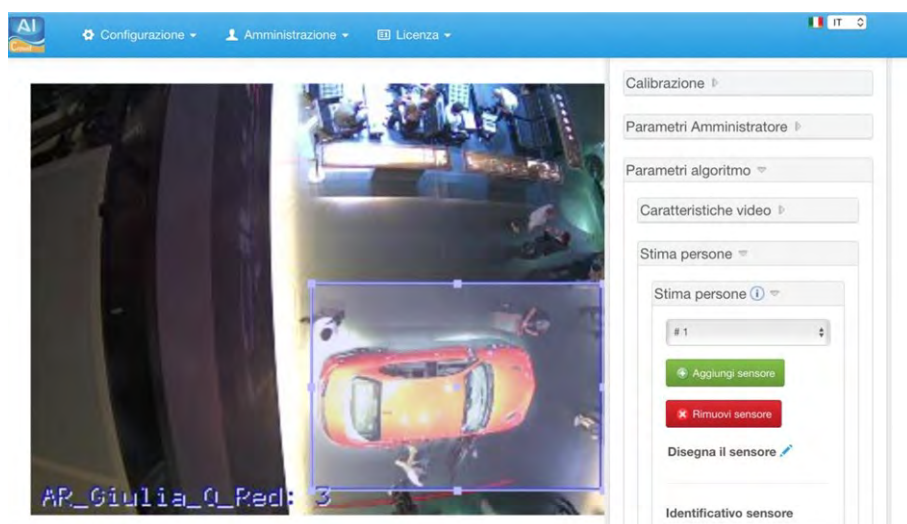 AI
Configurazione
Amministrazione
Licenza
IT
Calibrazione
Parametri Amministratore
Parametri algoritmo
Caratteristiche video
Stima persone
Stima persone
# 1
Aggiungi sensore
Rimuovi sensore
Disegna il sensore
Identificativo sensore
AR_Giulia_Q_Red: 3